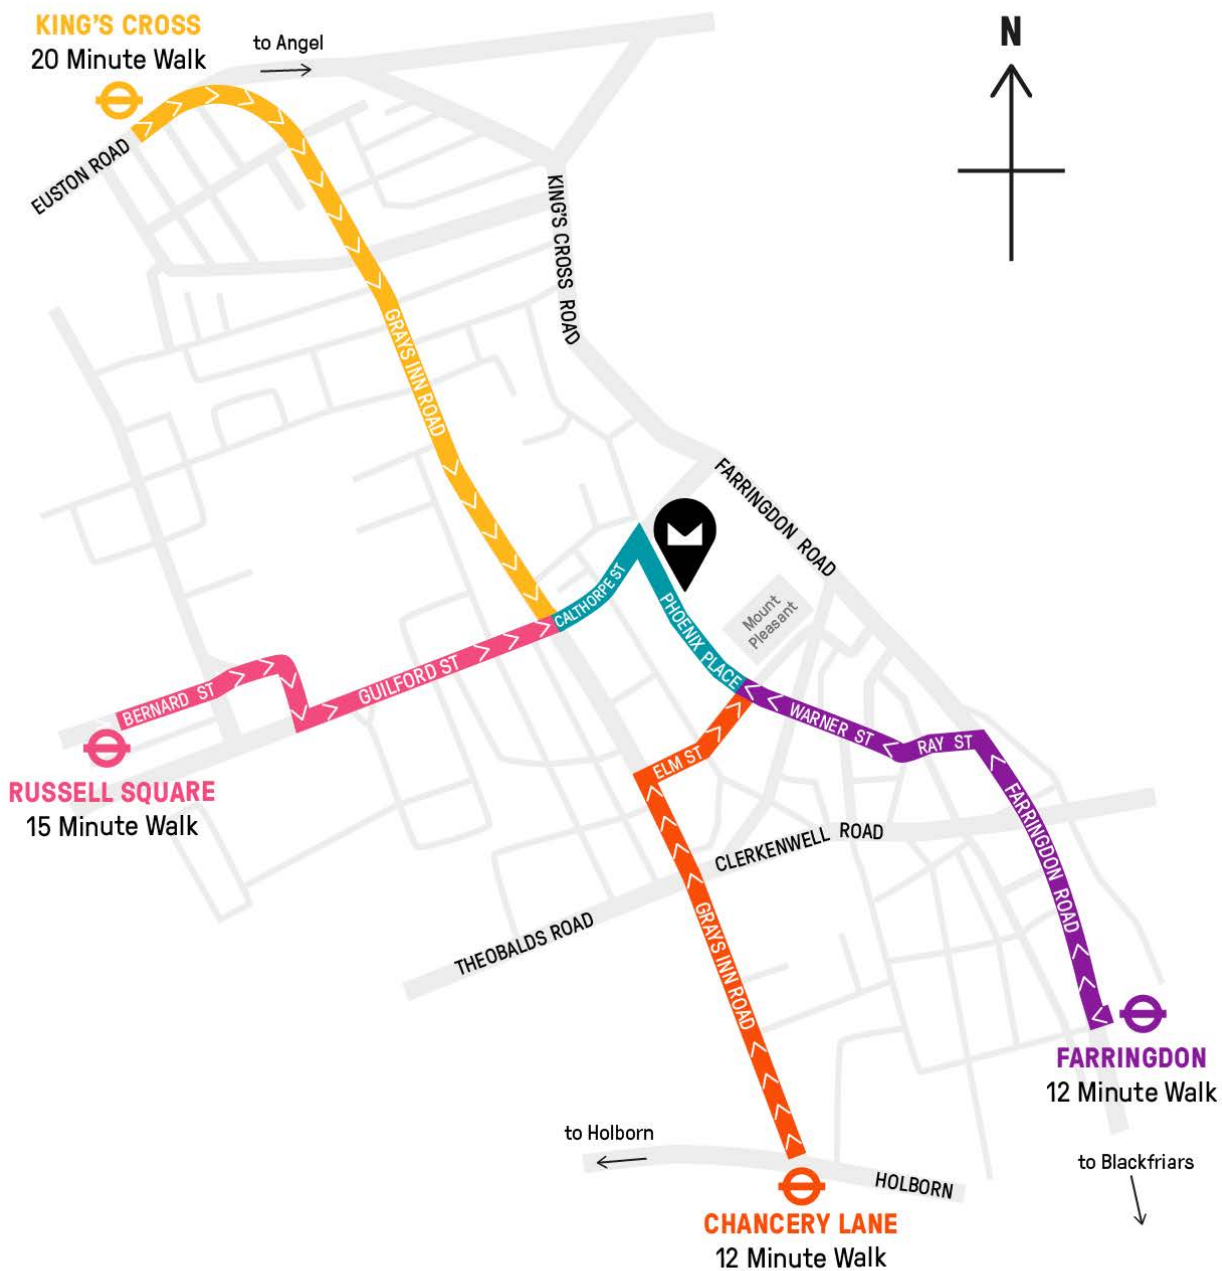 KING'S CROSS
20 Minute Walk
to Angel
N
EUSTON ROAD
KING'S CROSS ROAD
GRAYS INN ROAD
FARRINGDON ROAD
CALTHORPE ST
PHOENIX PLACE
Mount
Pleasant
BERNARD ST
GUILFORD ST
WARNER ST
RAY ST
ELM ST
RUSSELL SQUARE
15 Minute Walk
FARRINGDON ROAD
CLERKENWELL ROAD
THEOBALDS ROAD
GRAYS INN ROAD
FARRINGDON
12 Minute Walk
to Holborn
HOLBORN
to Blackfriars
CHANCERY LANE
12 Minute Walk